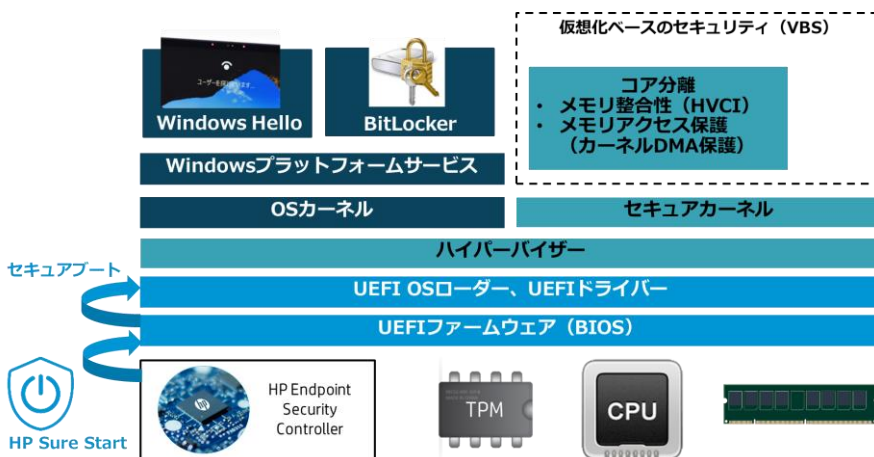 仮想化ベースのセキュリティ（VBS）
コア分離
・ メモリ整合性（HVCI）
・ メモリアクセス保護
（カーネルDMA保護）
Windows Hello
BitLocker
Windowsプラットフォームサービス
OSカーネル
セキュアカーネル
ハイパーバイザー
セキュアブート
UEFI OSローダー、UEFIドライバー
UEFIファームウェア（BIOS）
HP Sure Start
hp
HP Endpoint
Security
Controller
TPM
CPU